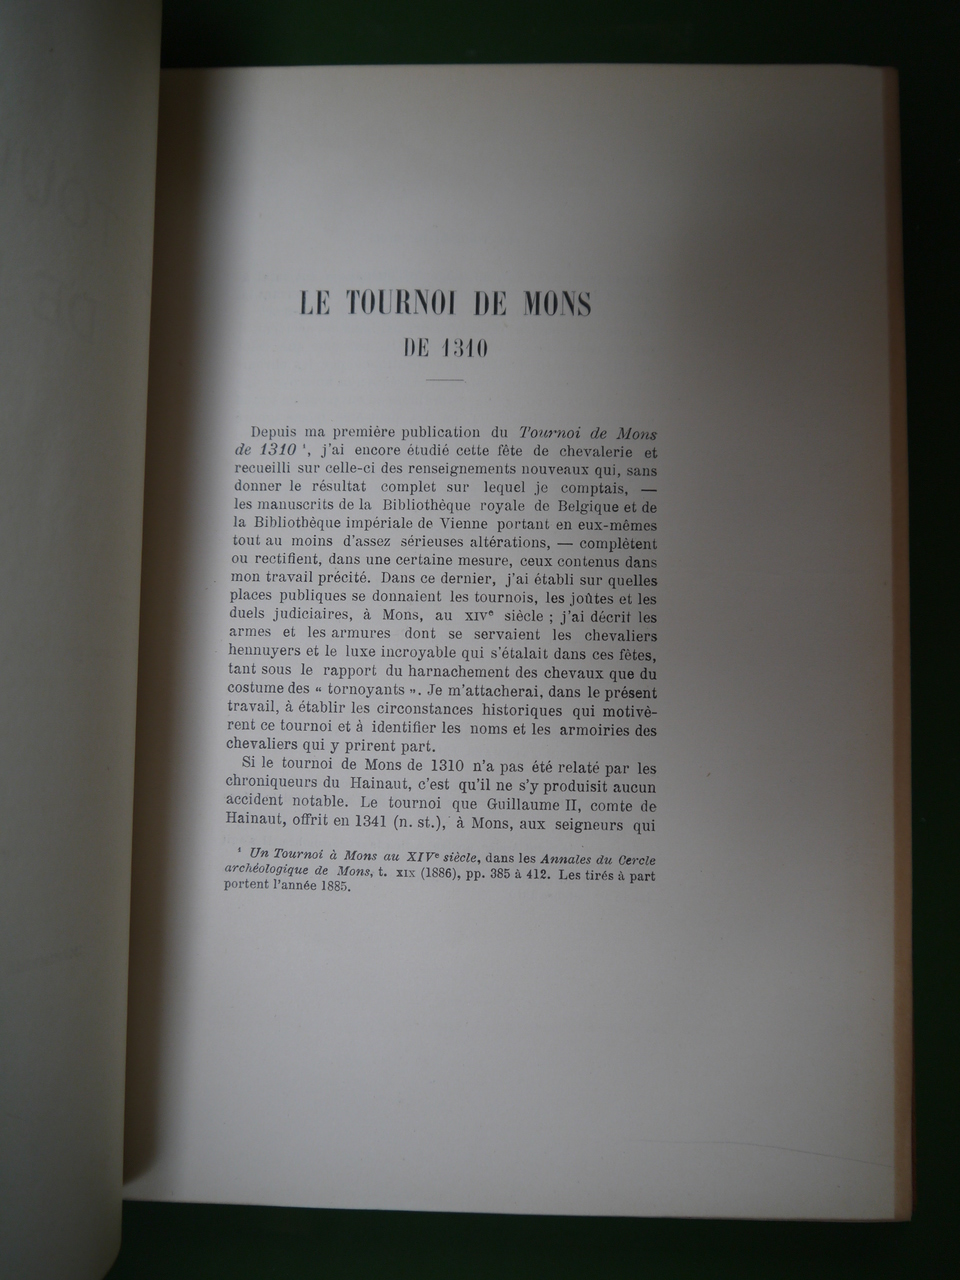 LE TOURNOI DE MONS
DE 1310
Depuis ma première publication du Tournoi de Mons
de 1310 ¹, j'ai encore étudié cette fête de chevalerie et
recueilli sur celle-ci des renseignements nouveaux qui, sans
donner le résultat complet sur lequel je comptais, —
les manuscrits de la Bibliothèque royale de Belgique et de
la Bibliothèque impériale de Vienne portant en eux-mêmes
tout au moins d'assez sérieuses altérations, — complètent
ou rectifient, dans une certaine mesure, ceux contenus dans
mon travail précité. Dans ce dernier, j'ai établi sur quelles
places publiques se donnaient les tournois, les joûtes et les
duels judiciaires, à Mons, au XIVe siècle ; j'ai décrit les
armes et les armures dont se servaient les chevaliers
hennuyers et le luxe incroyable qui s'étalait dans ces fêtes,
tant sous le rapport du harnachement des chevaux que du
costume des « tornoyants ». Je m'attacherai, dans le présent
travail, à établir les circonstances historiques qui motivè-
rent ce tournoi et à identifier les noms et les armoiries des
chevaliers qui y prirent part.
Si le tournoi de Mons de 1310 n'a pas été relaté par les
chroniqueurs du Hainaut, c'est qu'il ne s'y produisit aucun
accident notable. Le tournoi que Guillaume II, comte de
Hainaut, offrit en 1341 (n. st.), à Mons, aux seigneurs qui
¹ Un Tournoi à Mons au XIVe siècle, dans les Annales du Cercle
archéologique de Mons, t. XIX (1886), pp. 385 à 412. Les tirés à part
portent l'année 1885.